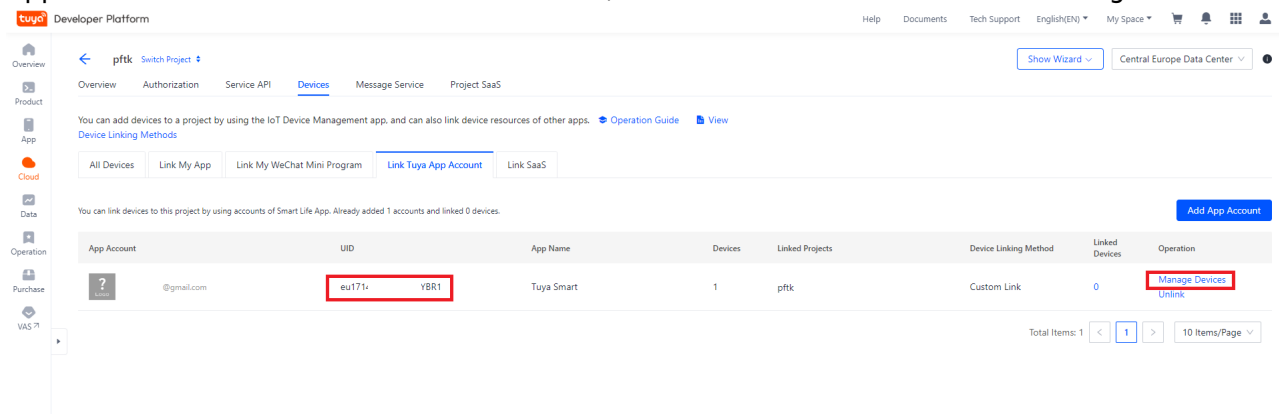 tuya Developer Platform
Help Documents Tech Support English(EN) My Space
Overview
Product
App
Cloud
Data
Operation
Purchase
VAS
pftk Switch Project
Show Wizard
Central Europe Data Center
Overview Authorization Service API Devices Message Service Project SaaS
You can add devices to a project by using the IoT Device Management app, and can also link device resources of other apps. Operation Guide View
Device Linking Methods
All Devices Link My App Link My WeChat Mini Program Link Tuya App Account Link SaaS
You can link devices to this project by using accounts of Smart Life App. Already added 1 accounts and linked 0 devices.
Add App Account
App Account UID App Name Devices Linked Projects Device Linking Method Linked Devices Operation
? @gmail.com eu1714 YBR1 Tuya Smart 1 pftk Custom Link 0 Manage Devices
Unlink
Total Items: 1 < 1 > 10 Items/Page